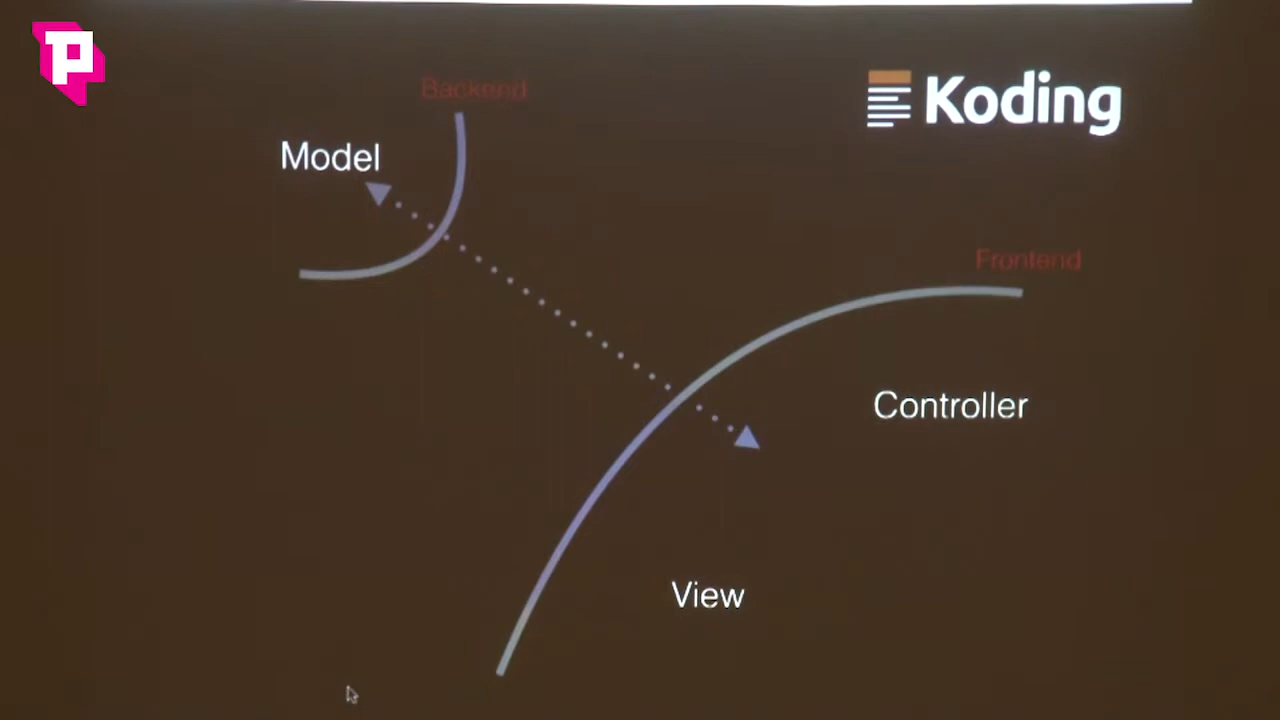 P
Backend
Koding
Model
Frontend
Controller
View